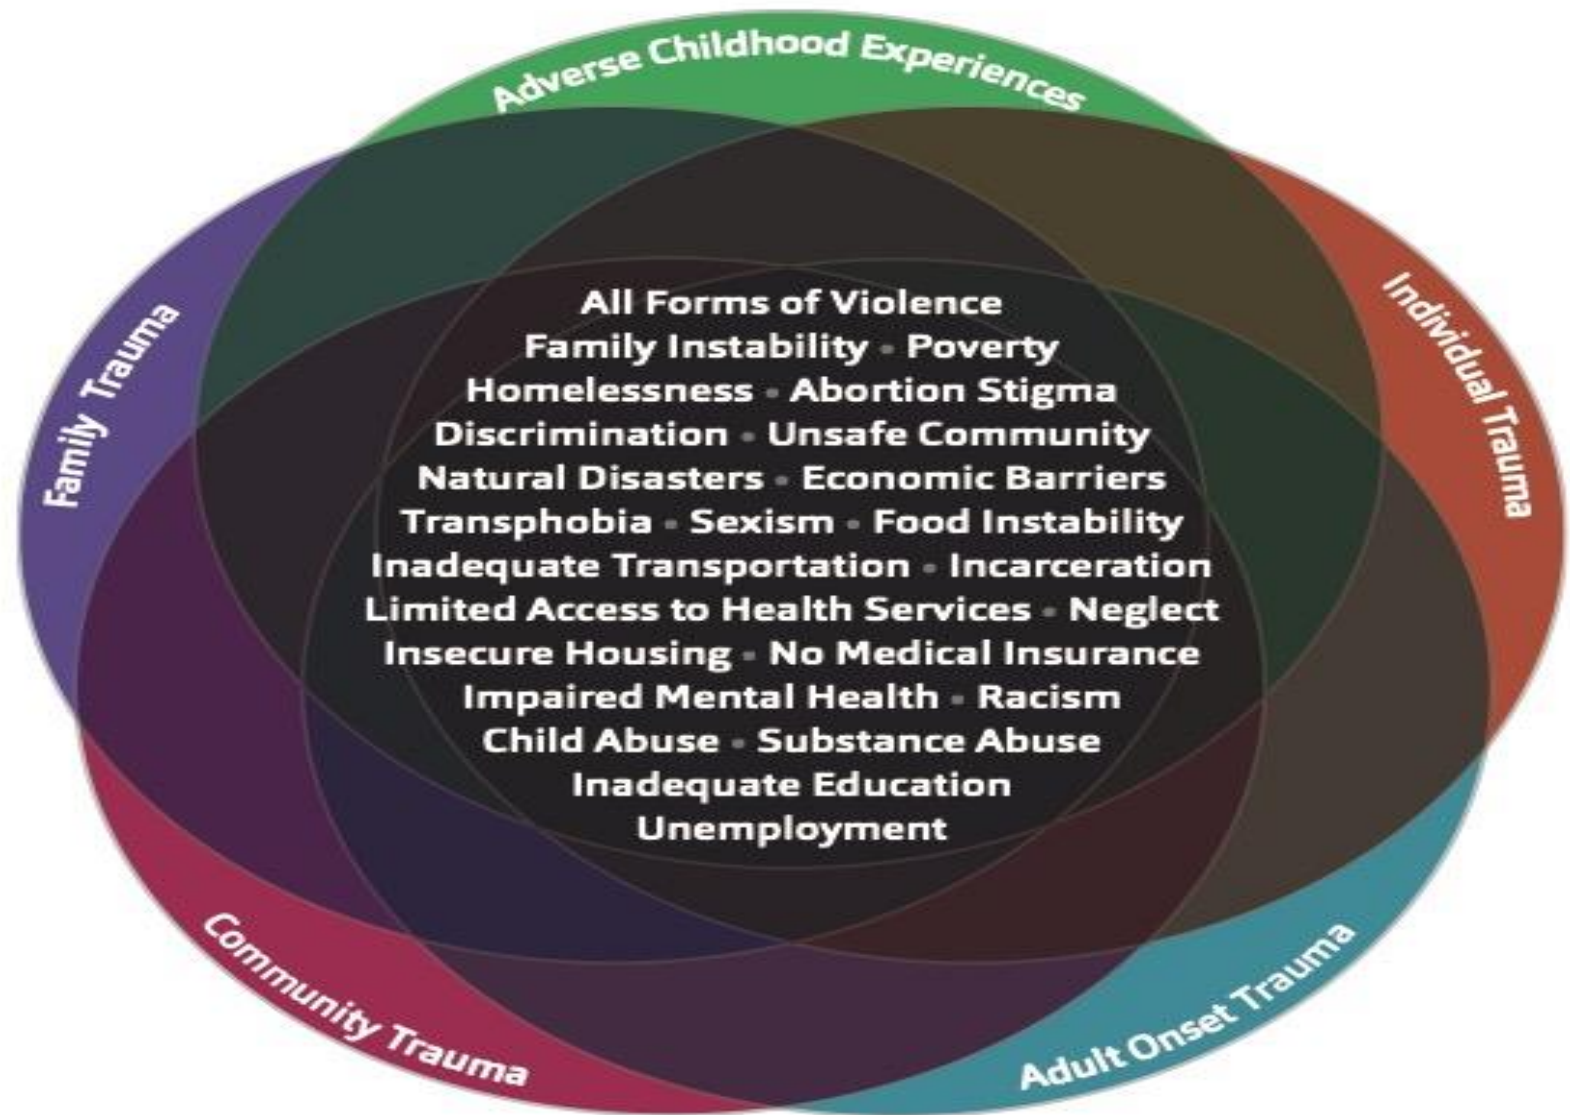 Adverse Childhood Experiences
Family Trauma
Individual Trauma
All Forms of Violence
Family Instability • Poverty
Homelessness • Abortion Stigma
Discrimination • Unsafe Community
Natural Disasters • Economic Barriers
Transphobia • Sexism • Food Instability
Inadequate Transportation • Incarceration
Limited Access to Health Services • Neglect
Insecure Housing • No Medical Insurance
Impaired Mental Health • Racism
Child Abuse • Substance Abuse
Inadequate Education
Unemployment
Community Trauma
Adult Onset Trauma